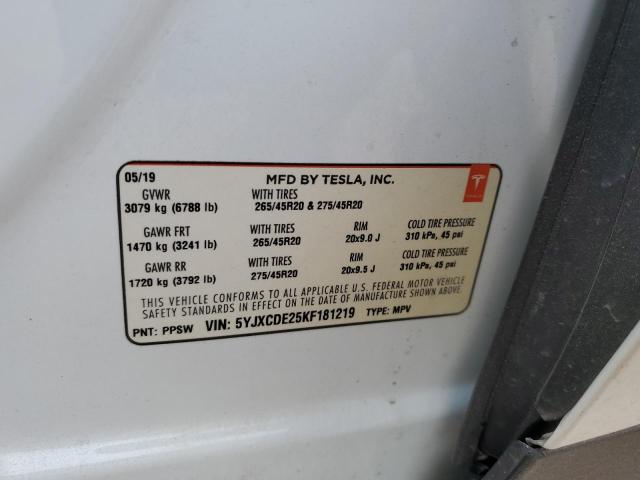 05/19 MFD BY TESLA, INC.
GVWR WITH TIRES
3079 kg (6788 lb) 265/45R20 & 275/45R20
GAWR FRT WITH TIRES RIM COLD TIRE PRESSURE
1470 kg (3241 lb) 265/45R20 20x9.0 J 310 kPa, 45 psi
GAWR RR WITH TIRES RIM COLD TIRE PRESSURE
1720 kg (3792 lb) 275/45R20 20x9.5 J 310 kPa, 45 psi
THIS VEHICLE CONFORMS TO ALL APPLICABLE U.S. FEDERAL MOTOR VEHICLE
SAFETY STANDARDS IN EFFECT ON THE DATE OF MANUFACTURE SHOWN ABOVE.
PNT: PPSW VIN: 5YJXCDE25KF181219 TYPE: MPV